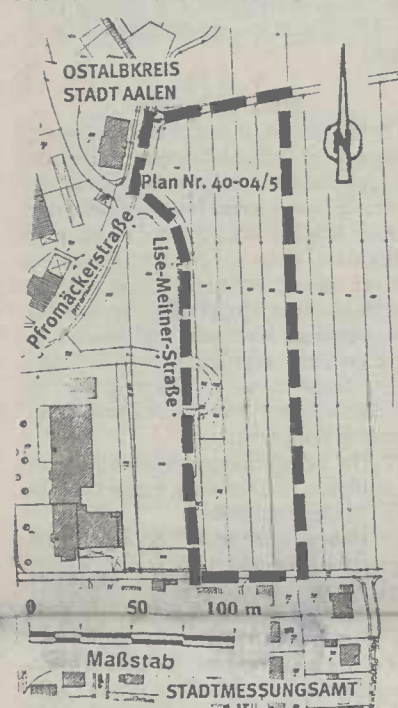 OSTALBKREIS
STADT AALEN
N
Plan Nr. 40-04/5
Pfromäckerstraße
Lise-Meitner-Straße
0 50 100 m
Maßstab
STADTMESSUNGSAMT